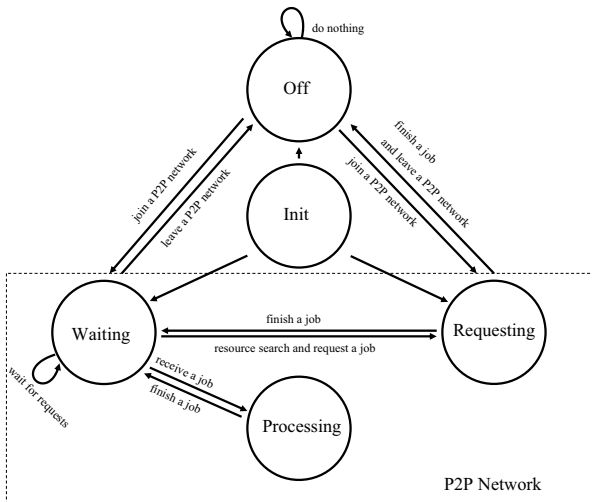 do nothing
Off
finish a job
and leave a P2P network
join a P2P network
join a P2P network
leave a P2P network
Init
Waiting
finish a job
Requesting
resource search and request a job
wait for requests
receive a job
finish a job
Processing
P2P Network